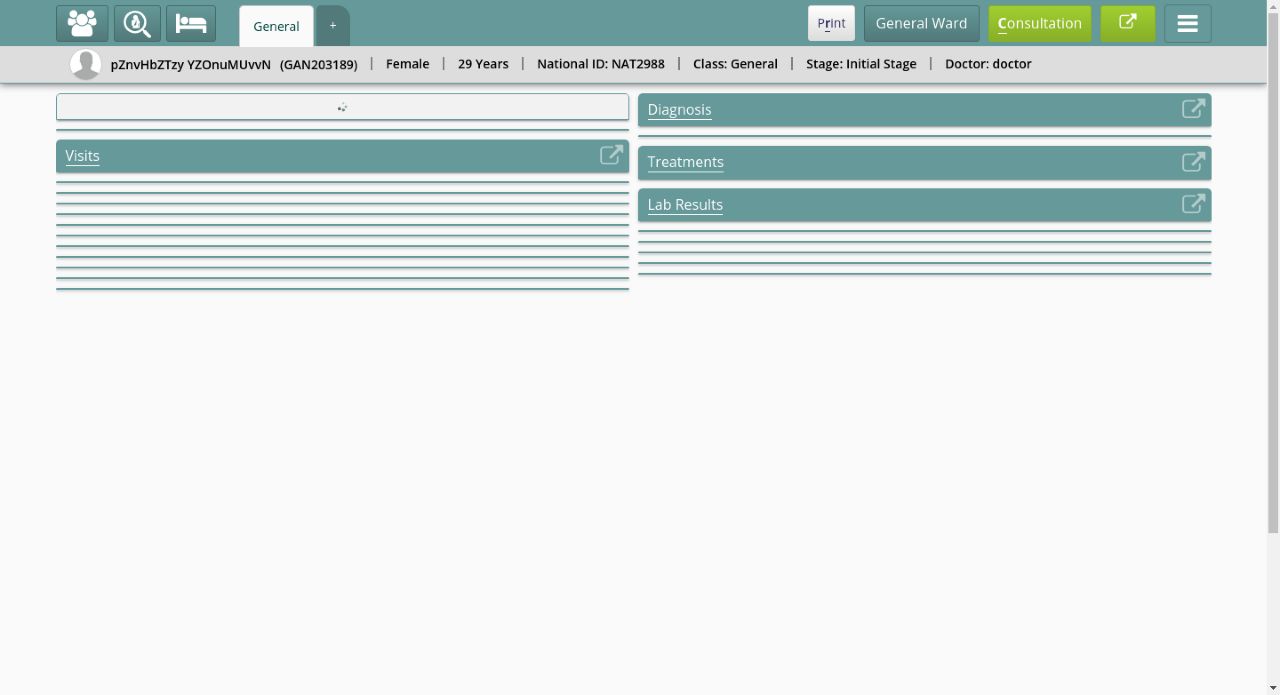 General
+
Print
General Ward
Consultation
pZnvHbZTzy YZOnuMUvvN (GAN203189) | Female | 29 Years | National ID: NAT2988 | Class: General | Stage: Initial Stage | Doctor: doctor
Diagnosis
Visits
Treatments
Lab Results